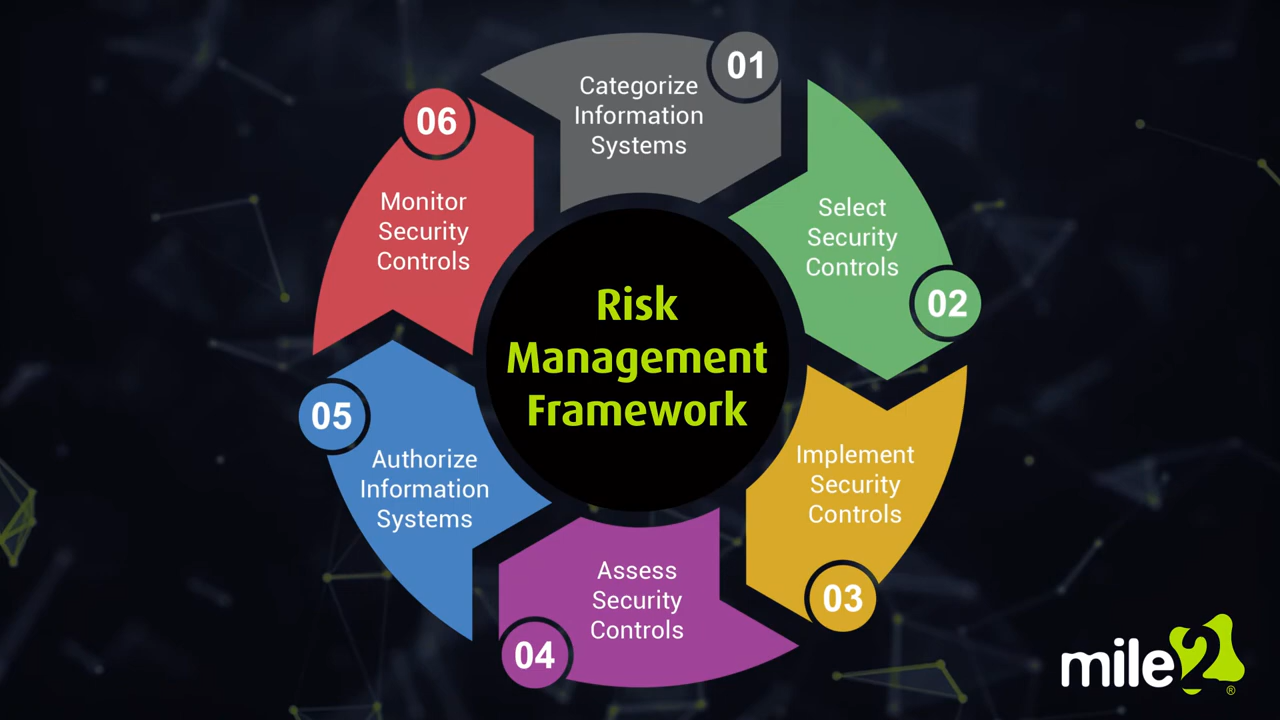 Risk
Management
Framework
01
Categorize
Information
Systems
02
Select
Security
Controls
03
Implement
Security
Controls
04
Assess
Security
Controls
05
Authorize
Information
Systems
06
Monitor
Security
Controls
mile2®